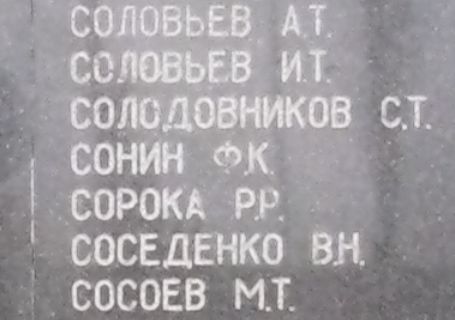 СОЛОВЬЕВ А.Т.
СОЛОВЬЕВ И.Т.
СОЛОДОВНИКОВ С.Т.
СОНИН Ф.К.
СОРОКА Р.Р.
СОСЕДЕНКО В.Н.
СОСОЕВ М.Т.